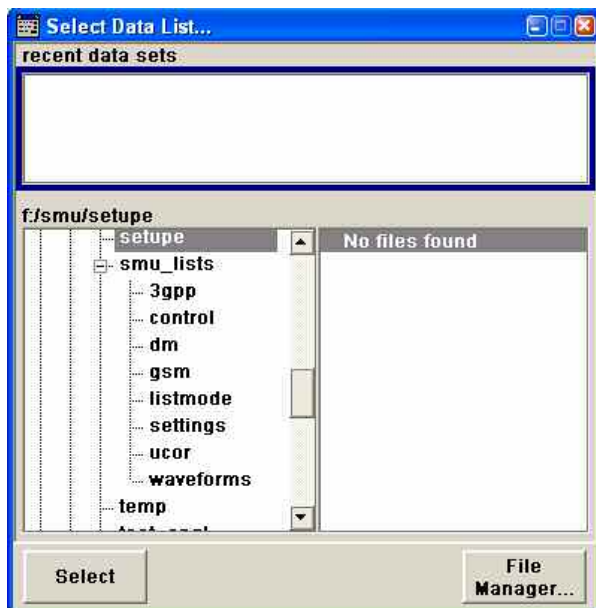 Select Data List...
recent data sets
f:/smu/setupe
setupe
No files found
smu_lists
3gpp
control
dm
gsm
listmode
settings
ucor
waveforms
temp
Select
File
Manager...